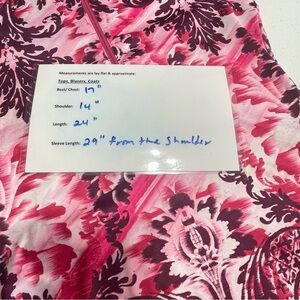 Measurements are lay flat & approximate:
Tops, Blazers, Coats
Bust/ Chest: 17"
Shoulder: 14"
Length: 24"
Sleeve Length: 29" from the shoulder